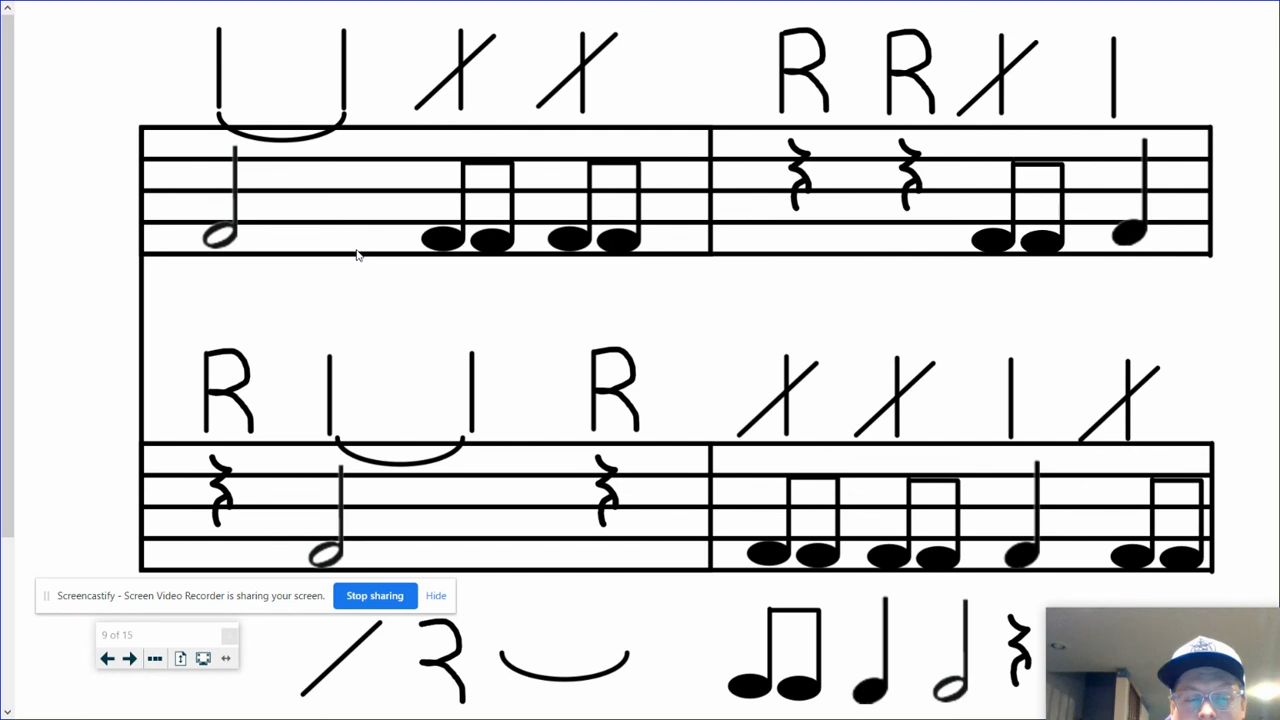 R R
R R
Screencastify - Screen Video Recorder is sharing your screen. Stop sharing Hide
9 of 15